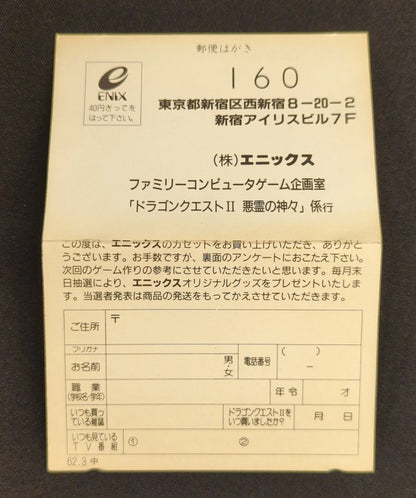 郵便はがき
ENIX
40円きってを
はって下さい。
160
東京都新宿区西新宿8-20-2
新宿アイリスビル7F
(株)エニックス
ファミリーコンピュータゲーム企画室
「ドラゴンクエストII 悪霊の神々」係行
この度は、エニックスのカセットをお買い上げいただき、ありがと
うございます。お手数ですが、裏面のアンケートにおこたえ下さい。
次回のゲーム作りの参考にさせていただきたいと思います。毎月末
日抽選により、エニックスオリジナルグッズをプレゼントいたしま
す。当選者発表は商品の発送をもってかえさせていただきます。
ご住所 〒
フリガナ
お名前 男・女 電話番号 ( ) −
職業
(学校名・学年) 年令 才
いつも買っ
ている雑誌 ドラゴンクエストIIを
いつ買いましたか? 月 日
いつも見ている
TV番組 ① ②
62.3 中